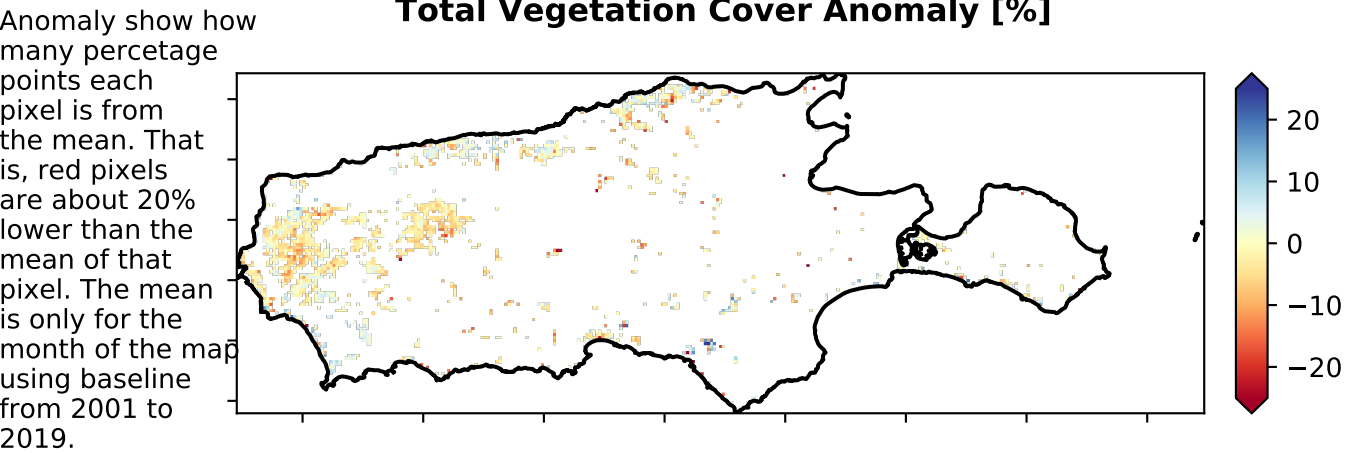 Total Vegetation Cover Anomaly [%]
Anomaly show how
many percetage
points each
pixel is from
the mean. That
is, red pixels
are about 20%
lower than the
mean of that
pixel. The mean
is only for the
month of the map
using baseline
from 2001 to
2019.
20
10
0
−10
−20